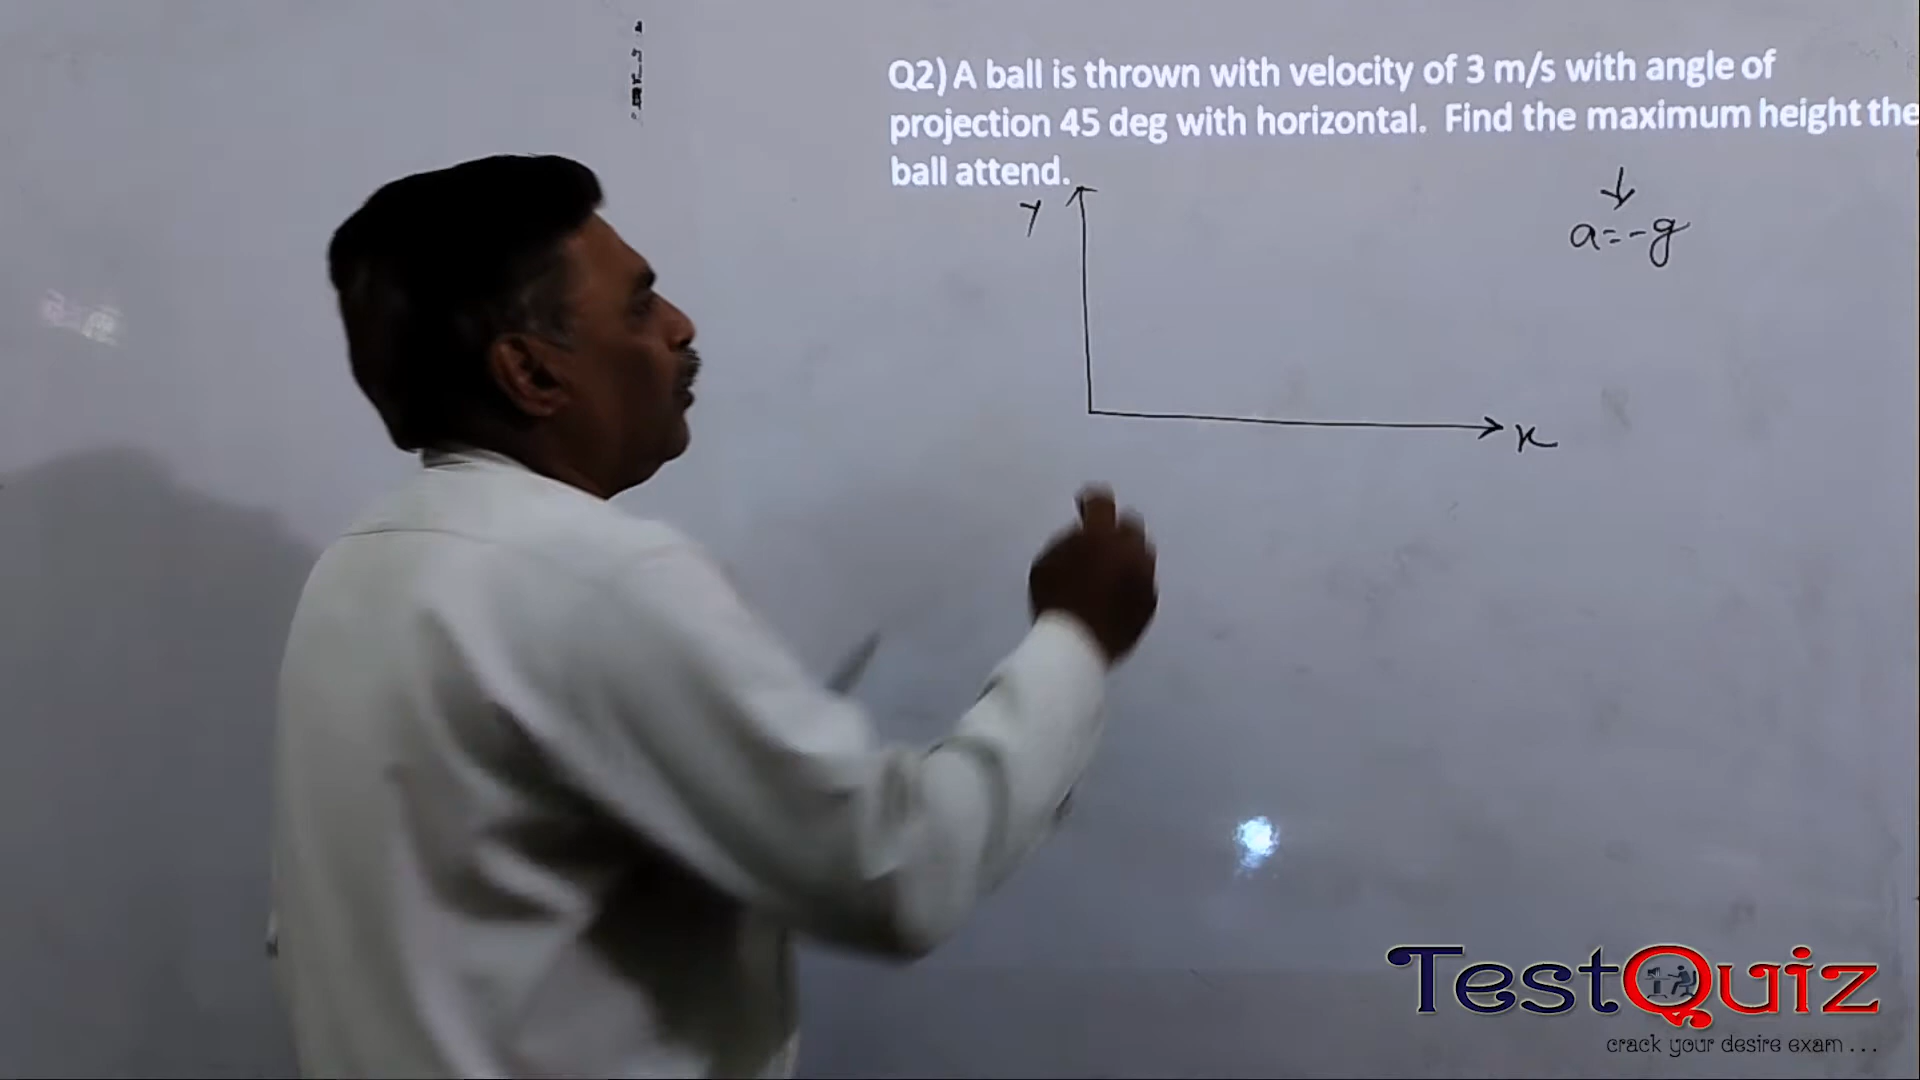 Q2) A ball is thrown with velocity of 3 m/s with angle of
projection 45 deg with horizontal. Find the maximum height the
ball attend.
y
a=-g
x
TestQuiz
crack your desire exam ...